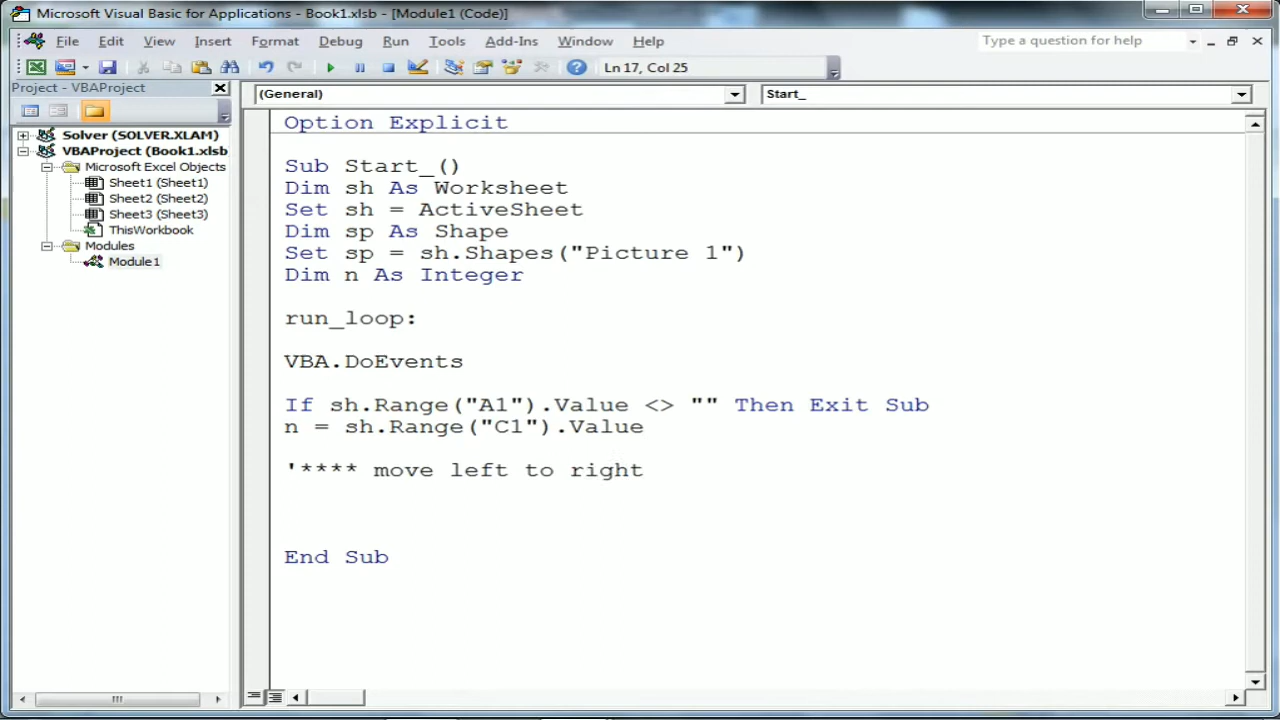 Microsoft Visual Basic for Applications - Book1.xlsb - [Module1 (Code)]
File Edit View Insert Format Debug Run Tools Add-Ins Window Help
Type a question for help
Ln 17, Col 25
Project - VBAProject
(General)
Start_
Solver (SOLVER.XLAM)
VBAProject (Book1.xlsb
Microsoft Excel Objects
Sheet1 (Sheet1)
Sheet2 (Sheet2)
Sheet3 (Sheet3)
ThisWorkbook
Modules
Module1
Option Explicit
Sub Start_()
Dim sh As Worksheet
Set sh = ActiveSheet
Dim sp As Shape
Set sp = sh.Shapes("Picture 1")
Dim n As Integer
run_loop:
VBA.DoEvents
If sh.Range("A1").Value <> "" Then Exit Sub
n = sh.Range("C1").Value
'**** move left to right
End Sub